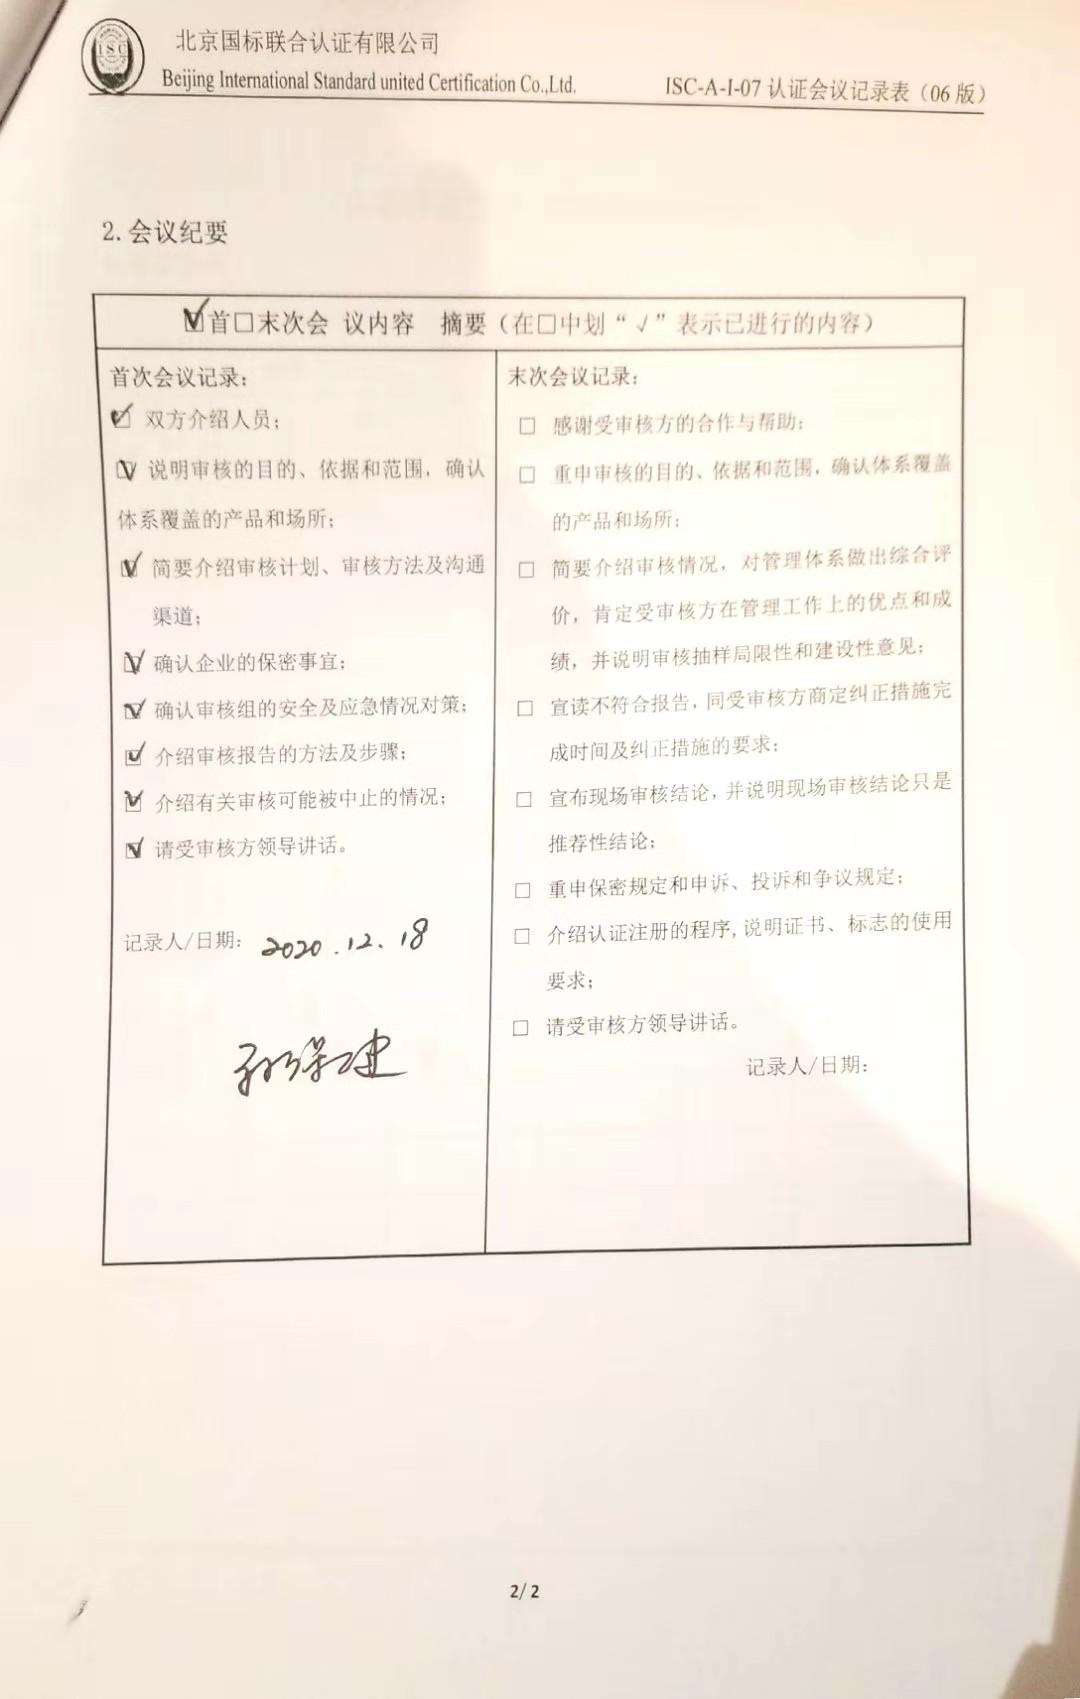 ISC
北京国标联合认证有限公司
Beijing International Standard united Certification Co.,Ltd.
ISC-A-I-07 认证会议记录表（06 版）
2.会议纪要
☑首□末次会 议内容 摘要（在□中划“√”表示已进行的内容）
首次会议记录：
☑ 双方介绍人员；
☑ 说明审核的目的、依据和范围，确认
体系覆盖的产品和场所；
☑ 简要介绍审核计划、审核方法及沟通
渠道；
☑ 确认企业的保密事宜；
☑ 确认审核组的安全及应急情况对策；
☑ 介绍审核报告的方法及步骤；
☑ 介绍有关审核可能被中止的情况；
☑ 请受审核方领导讲话。
记录人/日期：2020.12.18
末次会议记录：
□ 感谢受审核方的合作与帮助；
□ 重申审核的目的、依据和范围，确认体系覆盖
的产品和场所；
□ 简要介绍审核情况，对管理体系做出综合评
价，肯定受审核方在管理工作上的优点和成
绩，并说明审核抽样局限性和建设性意见；
□ 宣读不符合报告，同受审核方商定纠正措施完
成时间及纠正措施的要求；
□ 宣布现场审核结论，并说明现场审核结论只是
推荐性结论；
□ 重申保密规定和申诉、投诉和争议规定；
□ 介绍认证注册的程序，说明证书、标志的使用
要求；
□ 请受审核方领导讲话。
记录人/日期：
2/ 2